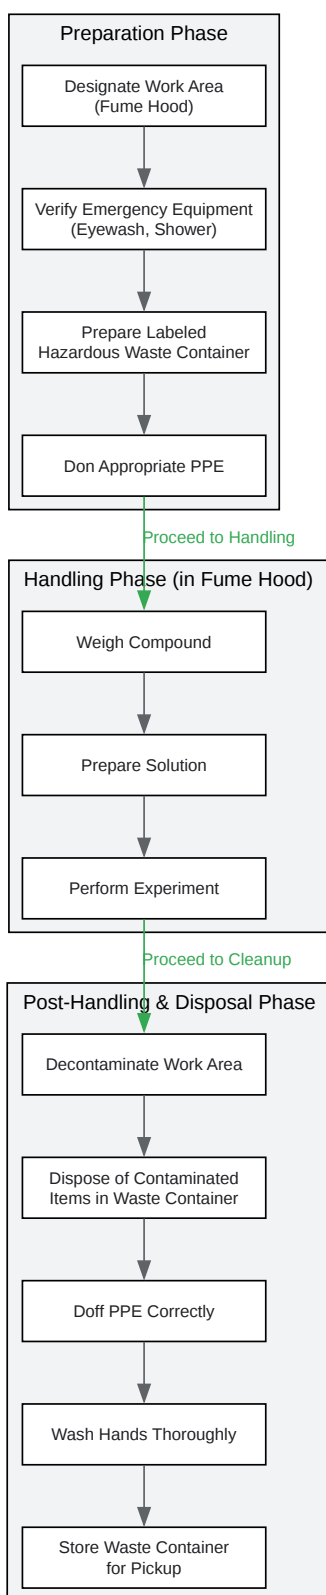 Preparation Phase
Designate Work Area
(Fume Hood)
Verify Emergency Equipment
(Eyewash, Shower)
Prepare Labeled
Hazardous Waste Container
Don Appropriate PPE
Proceed to Handling
Handling Phase (in Fume Hood)
Weigh Compound
Prepare Solution
Perform Experiment
Proceed to Cleanup
Post-Handling & Disposal Phase
Decontaminate Work Area
Dispose of Contaminated
Items in Waste Container
Doff PPE Correctly
Wash Hands Thoroughly
Store Waste Container
for Pickup